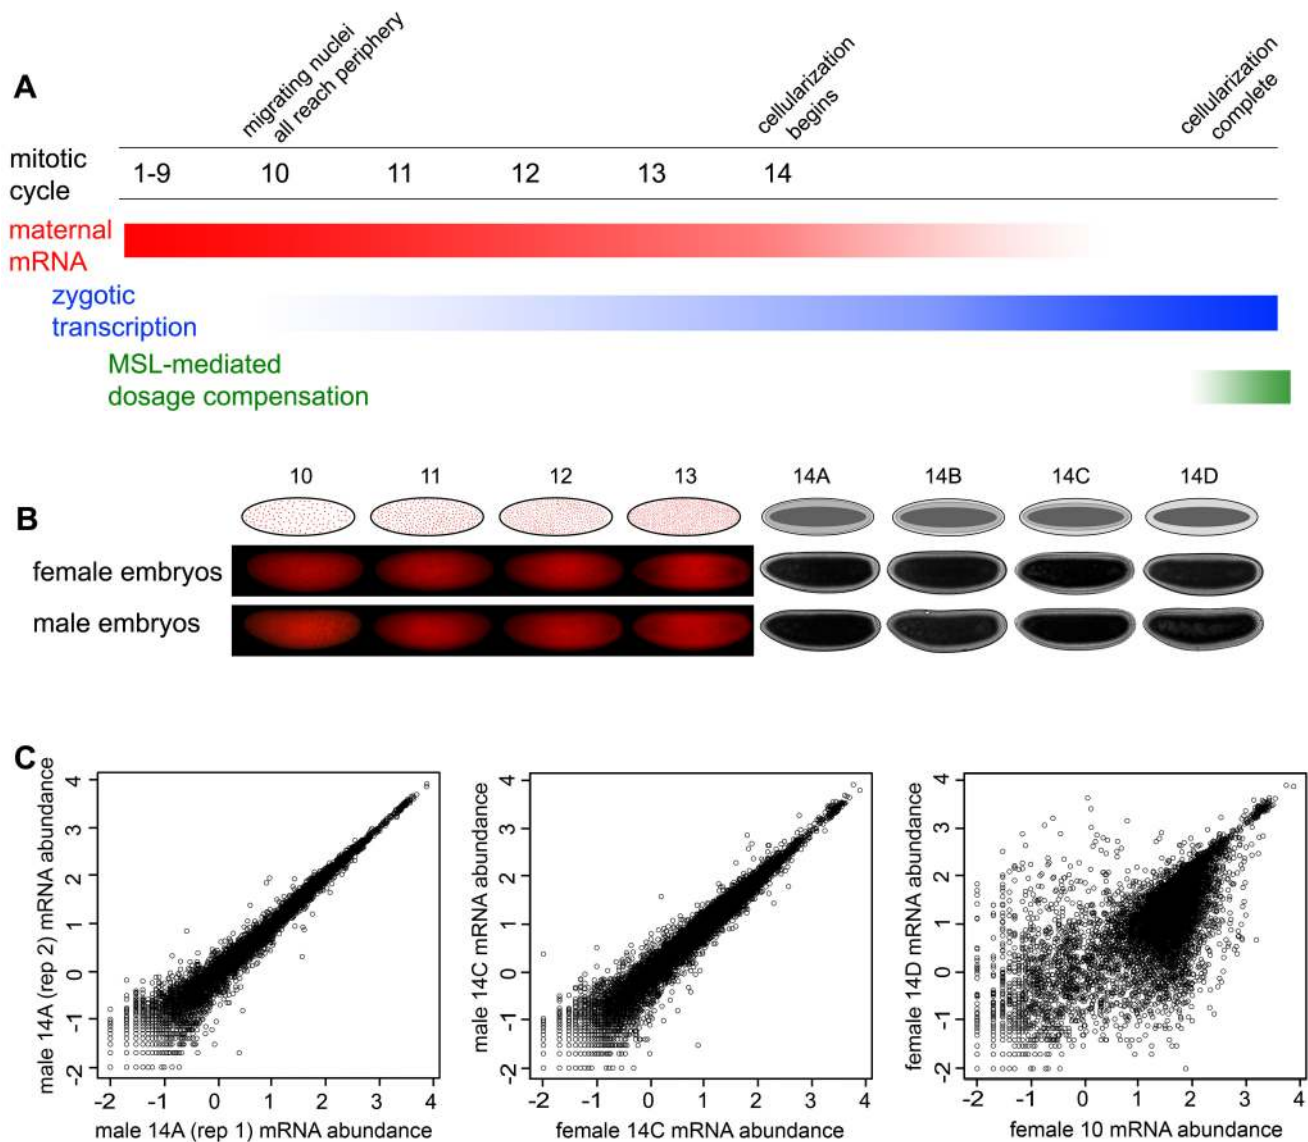 A
migrating nuclei
all reach periphery
cellularization
begins
cellularization
complete
mitotic
cycle
1-9 10 11 12 13 14
maternal
mRNA
zygotic
transcription
MSL-mediated
dosage compensation
B
10 11 12 13 14A 14B 14C 14D
female embryos
male embryos
C
male 14A (rep 2) mRNA abundance
4
3
2
1
0
-1
-2
-2 -1 0 1 2 3 4
male 14A (rep 1) mRNA abundance
male 14C mRNA abundance
4
3
2
1
0
-1
-2
-2 -1 0 1 2 3 4
female 14C mRNA abundance
female 14D mRNA abundance
4
3
2
1
0
-1
-2
-2 -1 0 1 2 3 4
female 10 mRNA abundance